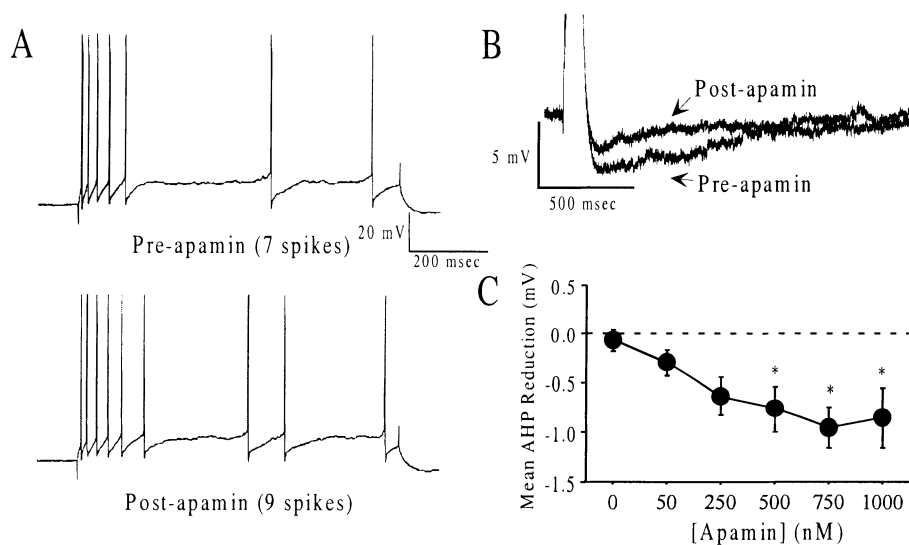 A
Pre-apamin (7 spikes)
20 mV
200 msec
Post-apamin (9 spikes)
B
Post-apamin
Pre-apamin
5 mV
500 msec
C
Mean AHP Reduction (mV)
0.5
0.0
-0.5
-1.0
-1.5
* * *
0 50 250 500 750 1000
[Apamin] (nM)